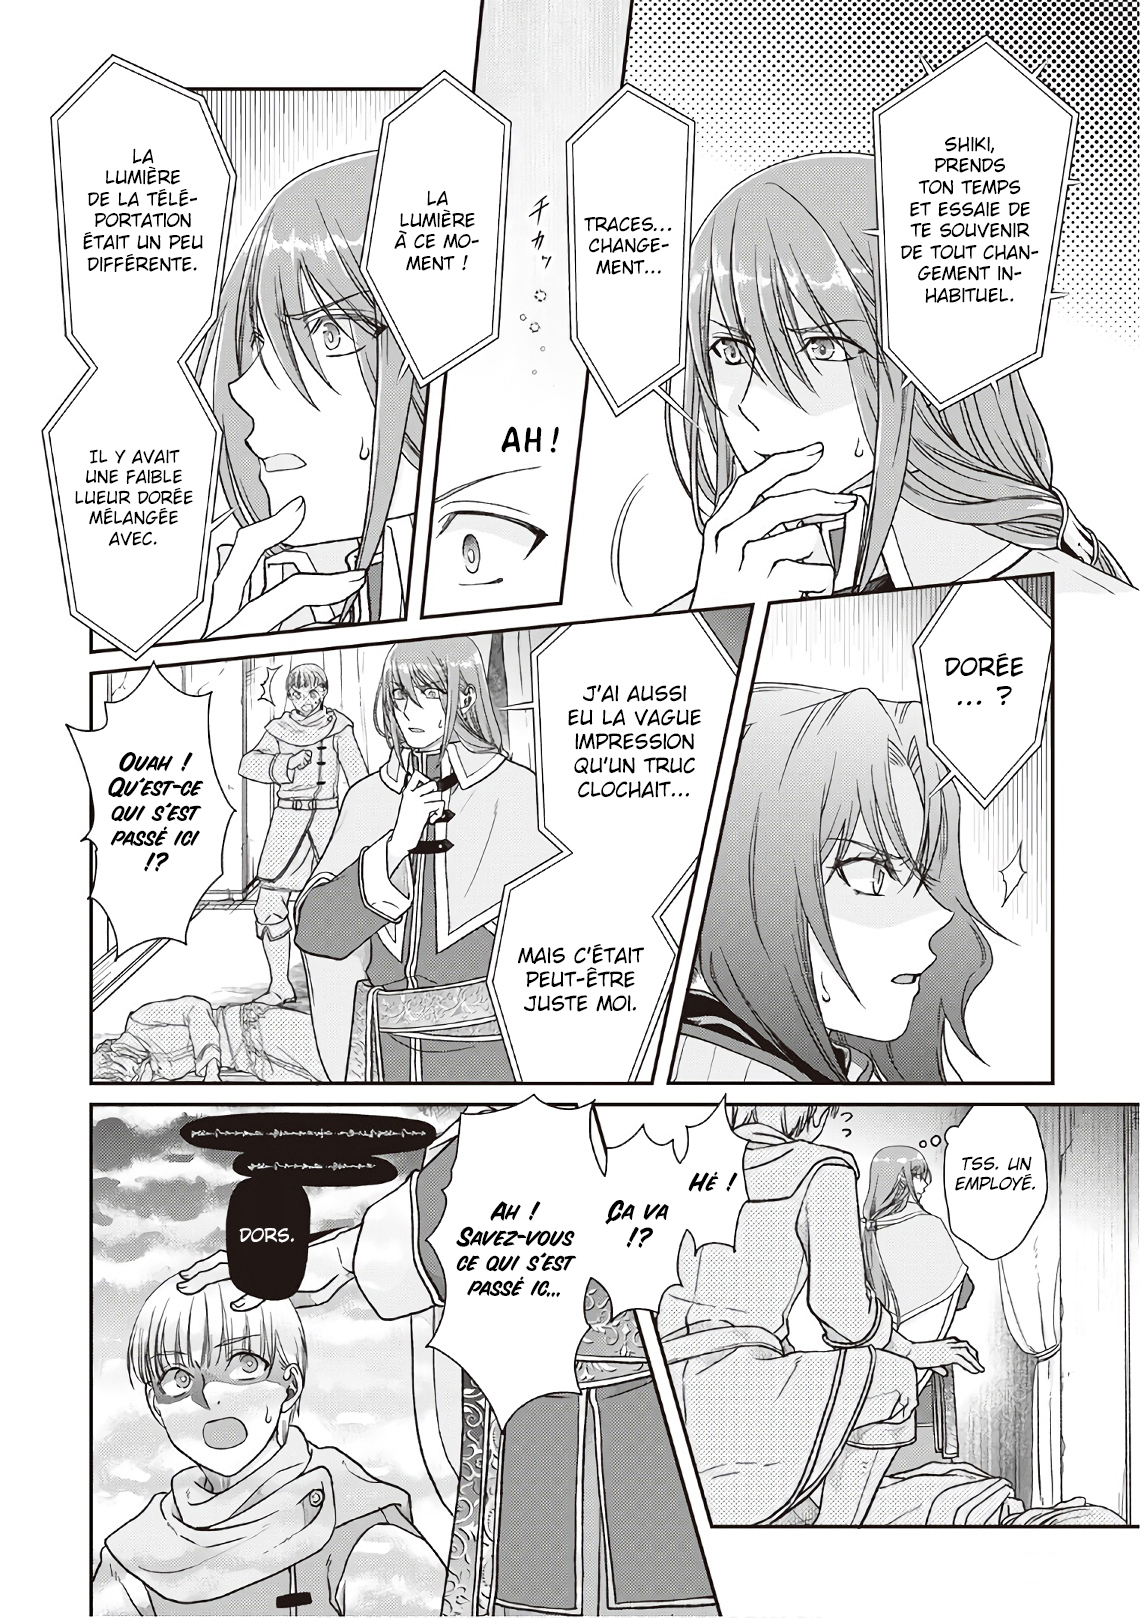 SHIKI,
PRENDS
TON TEMPS
ET ESSAIE DE
TE SOUVENIR
DE TOUT CHAN-
GEMENT IN-
HABITUEL.
TRACES...
CHANGE-
MENT...
チカッ
AH !
LA
LUMIÈRE
À CE MO-
MENT !
LA
LUMIÈRE
DE LA TÉLÉ-
PORTATION
ÉTAIT UN PEU
DIFFÉRENTE.
IL Y AVAIT
UNE FAIBLE
LUEUR DORÉE
MÉLANGÉE
AVEC.
DORÉE
... ?
J'AI AUSSI
EU LA VAGUE
IMPRESSION
QU'UN TRUC
CLOCHAIT...
MAIS C'ÉTAIT
PEUT-ÊTRE
JUSTE MOI.
OUAH !
QU'EST-CE
QUI S'EST
PASSÉ ICI
!?
TSS. UN
EMPLOYÉ.
HÉ !
ÇA VA
!?
AH !
SAVEZ-VOUS
CE QUI S'EST
PASSÉ IC...
DORS.